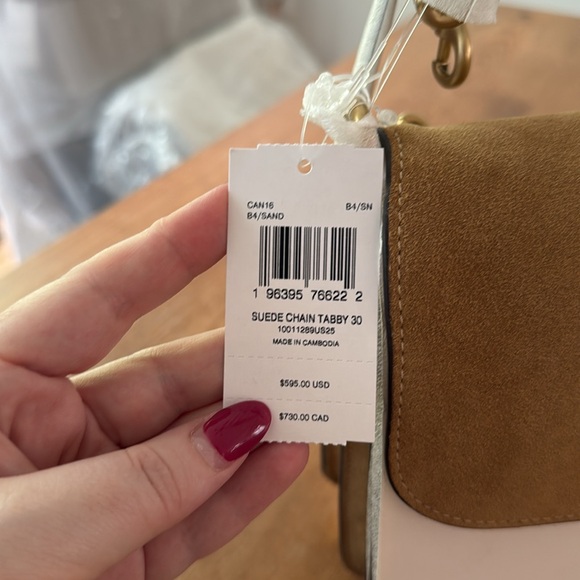 CAN16 B4/SN
B4/SAND
1 96395 76622 2
SUEDE CHAIN TABBY 30
10011289US25
MADE IN CAMBODIA
$595.00 USD
$730.00 CAD